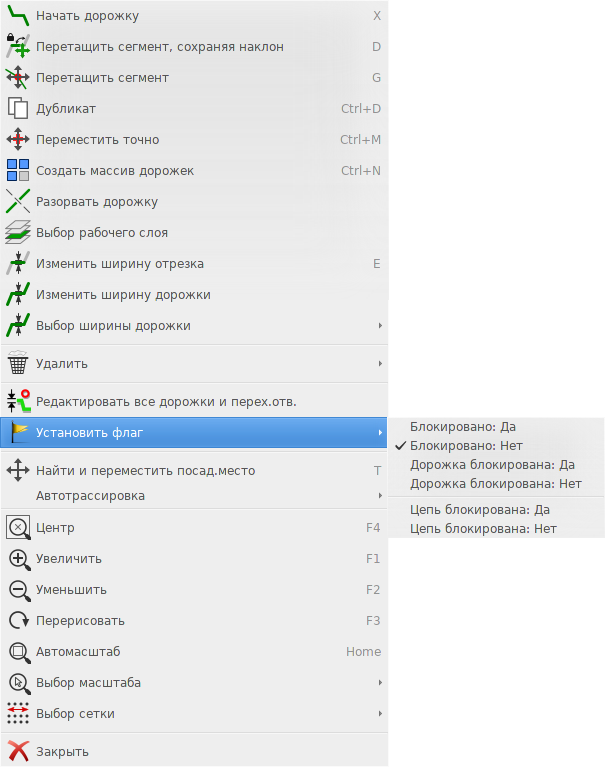 Начать дорожку X
Перетащить сегмент, сохраняя наклон D
Перетащить сегмент G
Дубликат Ctrl+D
Переместить точно Ctrl+M
Создать массив дорожек Ctrl+N
Разорвать дорожку
Выбор рабочего слоя
Изменить ширину отрезка E
Изменить ширину дорожки
Выбор ширины дорожки
Удалить
Редактировать все дорожки и перех.отв.
Установить флаг
Блокировано: Да
Блокировано: Нет
Дорожка блокирована: Да
Дорожка блокирована: Нет
Цепь блокирована: Да
Цепь блокирована: Нет
Найти и переместить посад.место T
Автотрассировка
Центр F4
Увеличить F1
Уменьшить F2
Перерисовать F3
Автомасштаб Home
Выбор масштаба
Выбор сетки
Закрыть